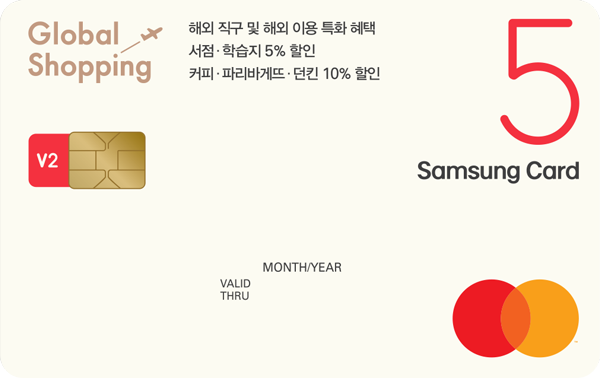 Global
Shopping
해외 직구 및 해외 이용 특화 혜택
서점·학습지 5% 할인
커피·파리바게뜨·던킨 10% 할인
5
V2
Samsung Card
MONTH/YEAR
VALID
THRU